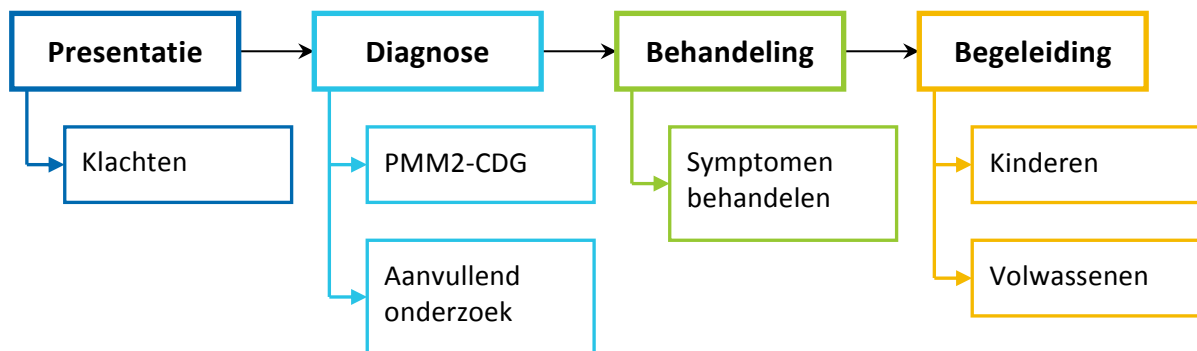 Presentatie
Diagnose
Behandeling
Begeleiding
Klachten
PMM2-CDG
Symptomen
behandelen
Kinderen
Aanvullend
onderzoek
Volwassenen